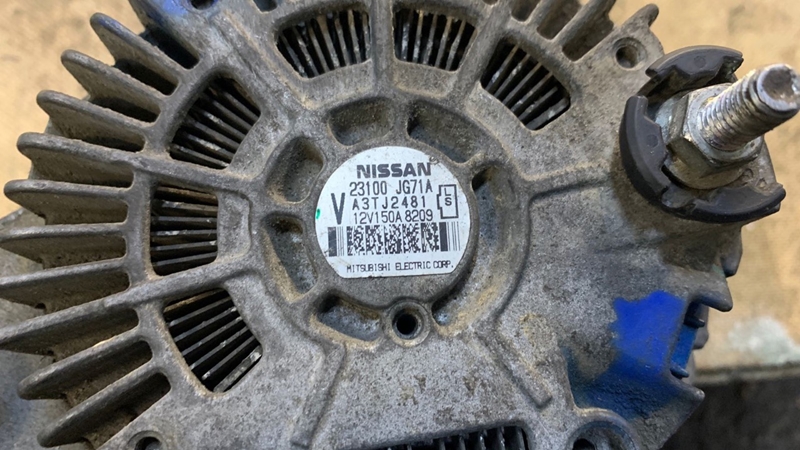 NISSAN
23100 JG71A
V A3TJ2481 S
12V150A 8209
MITSUBISHI ELECTRIC CORP.